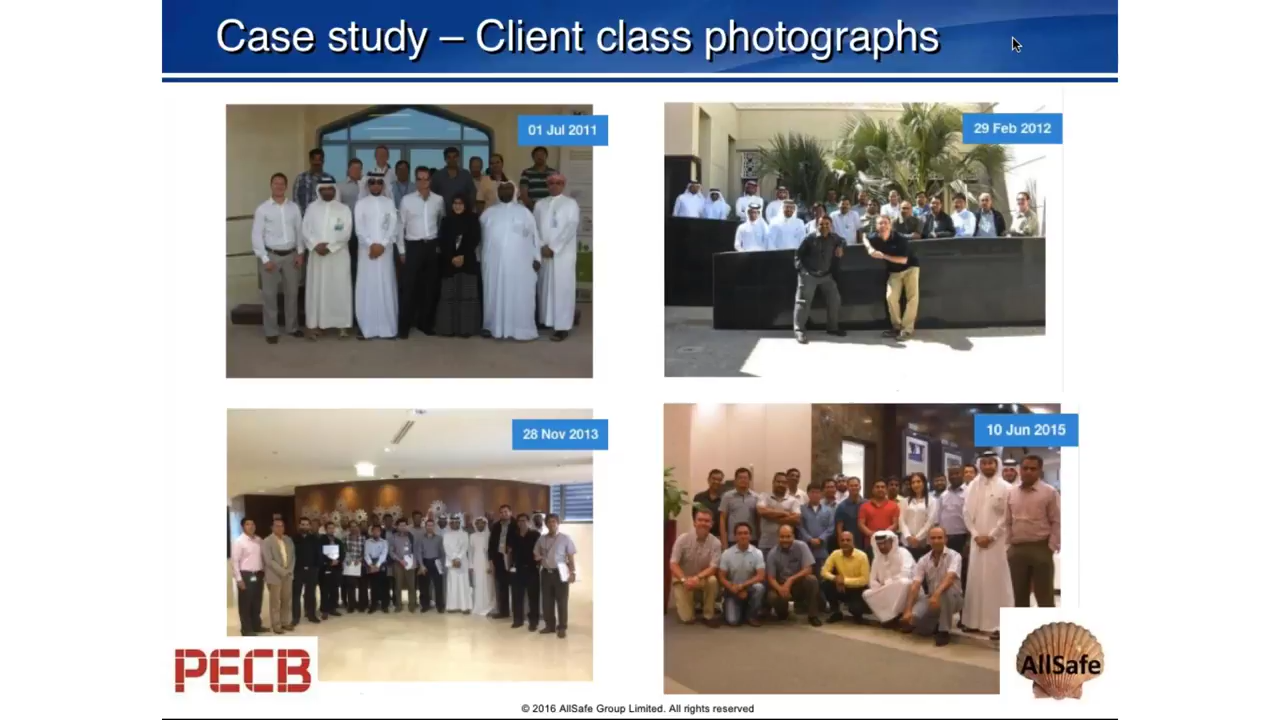 Case study – Client class photographs
01 Jul 2011
29 Feb 2012
28 Nov 2013
10 Jun 2015
PECB
AllSafe
© 2016 AllSafe Group Limited. All rights reserved